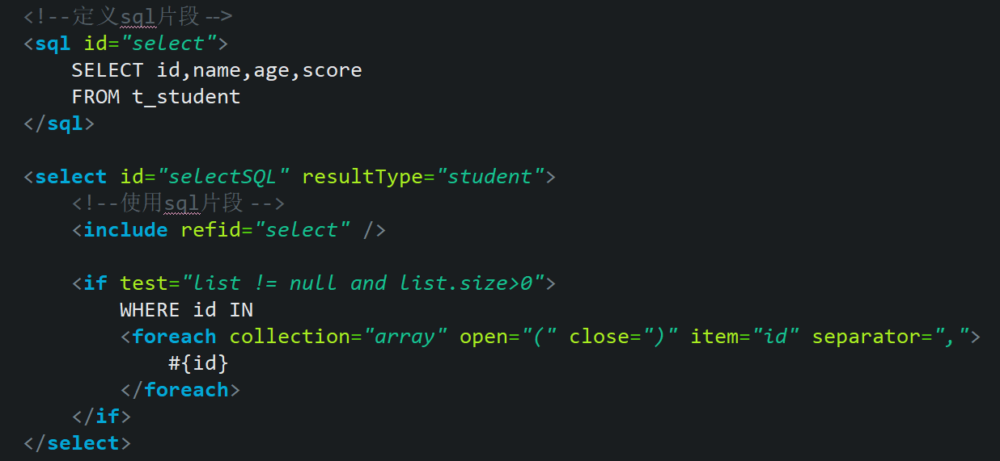 <!--定义sql片段-->
<sql id="select">
SELECT id,name,age,score
FROM t_student
</sql>
<select id="selectSQL" resultType="student">
<!--使用sql片段 -->
<include refid="select" />
<if test="list != null and list.size>0">
WHERE id IN
<foreach collection="array" open="(" close=")" item="id" separator=",">
#{id}
</foreach>
</if>
</select>